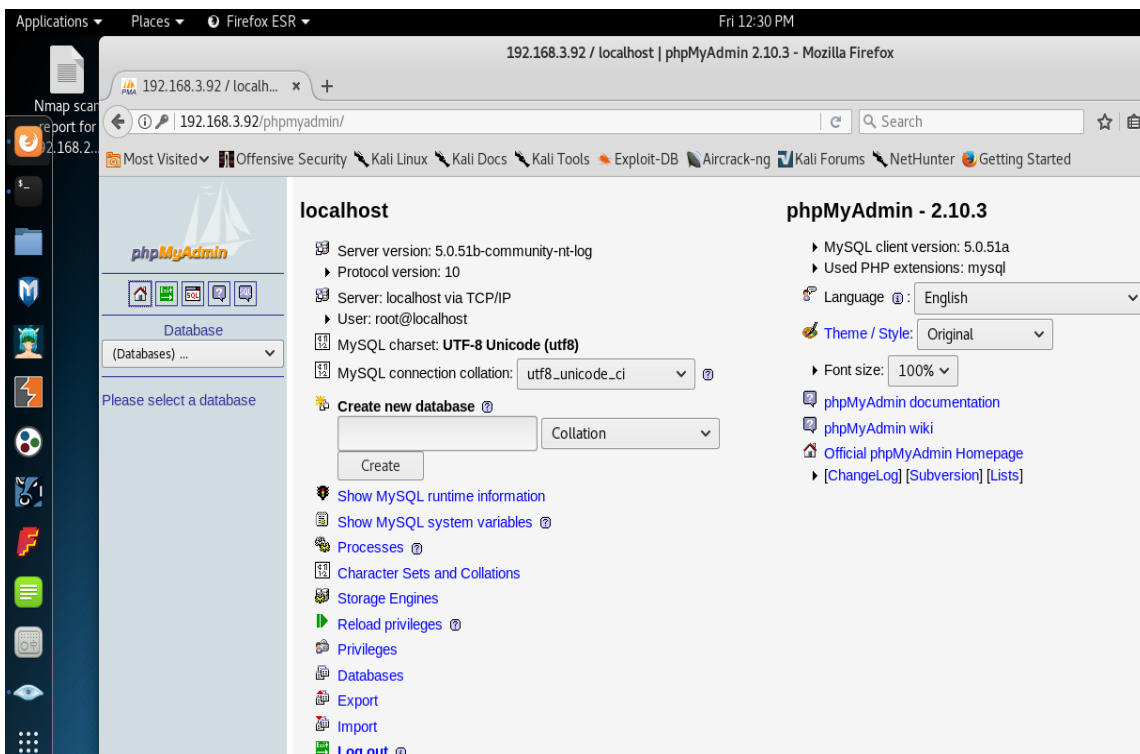 Applications Places Firefox ESR Fri 12:30 PM
192.168.3.92 / localhost | phpMyAdmin 2.10.3 - Mozilla Firefox
192.168.3.92 / localh... × +
192.168.3.92/phpmyadmin/ Search
Nmap scan
report for
Most Visited Offensive Security Kali Linux Kali Docs Kali Tools Exploit-DB Aircrack-ng Kali Forums NetHunter Getting Started
phpMyAdmin
Database
(Databases) ...
Please select a database
localhost
Server version: 5.0.51b-community-nt-log
Protocol version: 10
Server: localhost via TCP/IP
User: root@localhost
MySQL charset: UTF-8 Unicode (utf8)
MySQL connection collation: utf8_unicode_ci
Create new database
Collation
Create
Show MySQL runtime information
Show MySQL system variables
Processes
Character Sets and Collations
Storage Engines
Reload privileges
Privileges
Databases
Export
Import
Log out
phpMyAdmin - 2.10.3
MySQL client version: 5.0.51a
Used PHP extensions: mysql
Language : English
Theme / Style: Original
Font size: 100%
phpMyAdmin documentation
phpMyAdmin wiki
Official phpMyAdmin Homepage
[ChangeLog] [Subversion] [Lists]